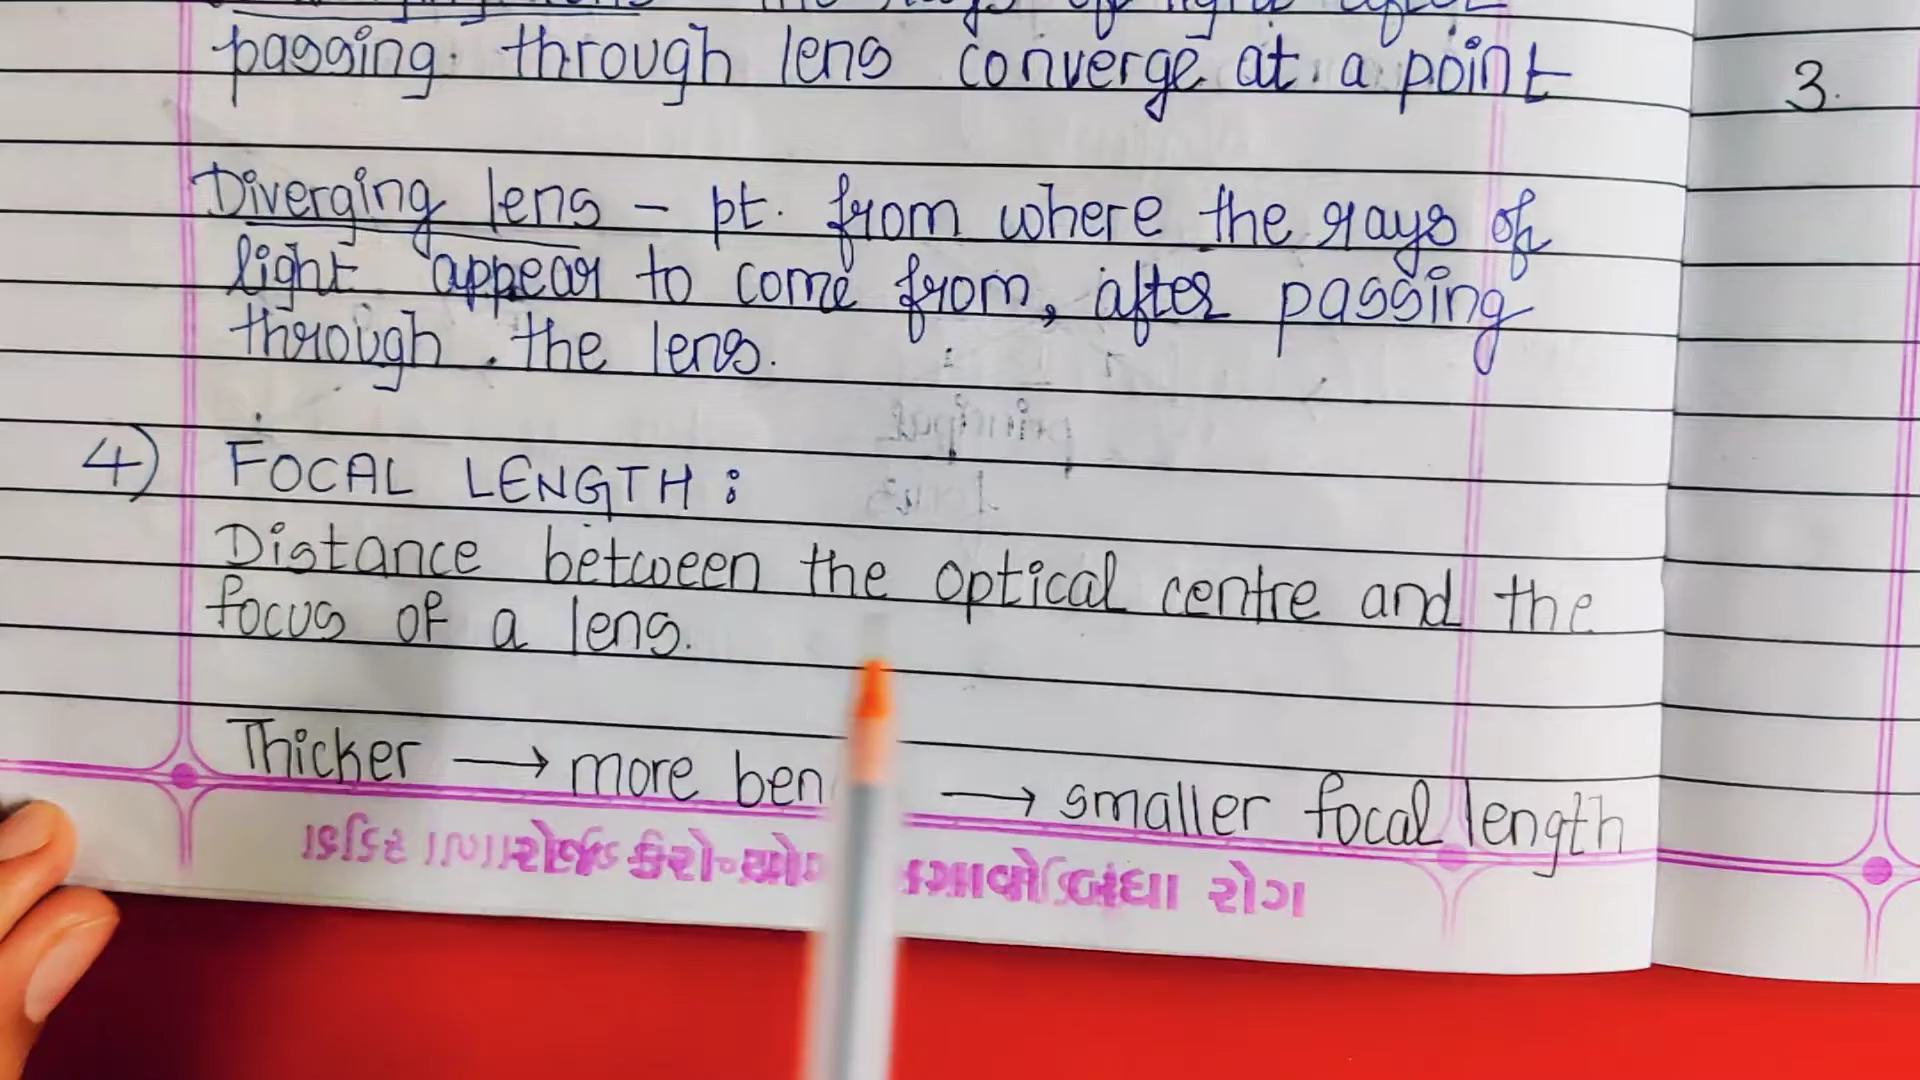 passing through lens converge at a point
3.
Diverging lens – pt. from where the rays of
light appear to come from, after passing
through the lens.
4) FOCAL LENGTH :
Distance between the optical centre and the
focus of a lens.
Thicker → more → smaller focal length
રોગ